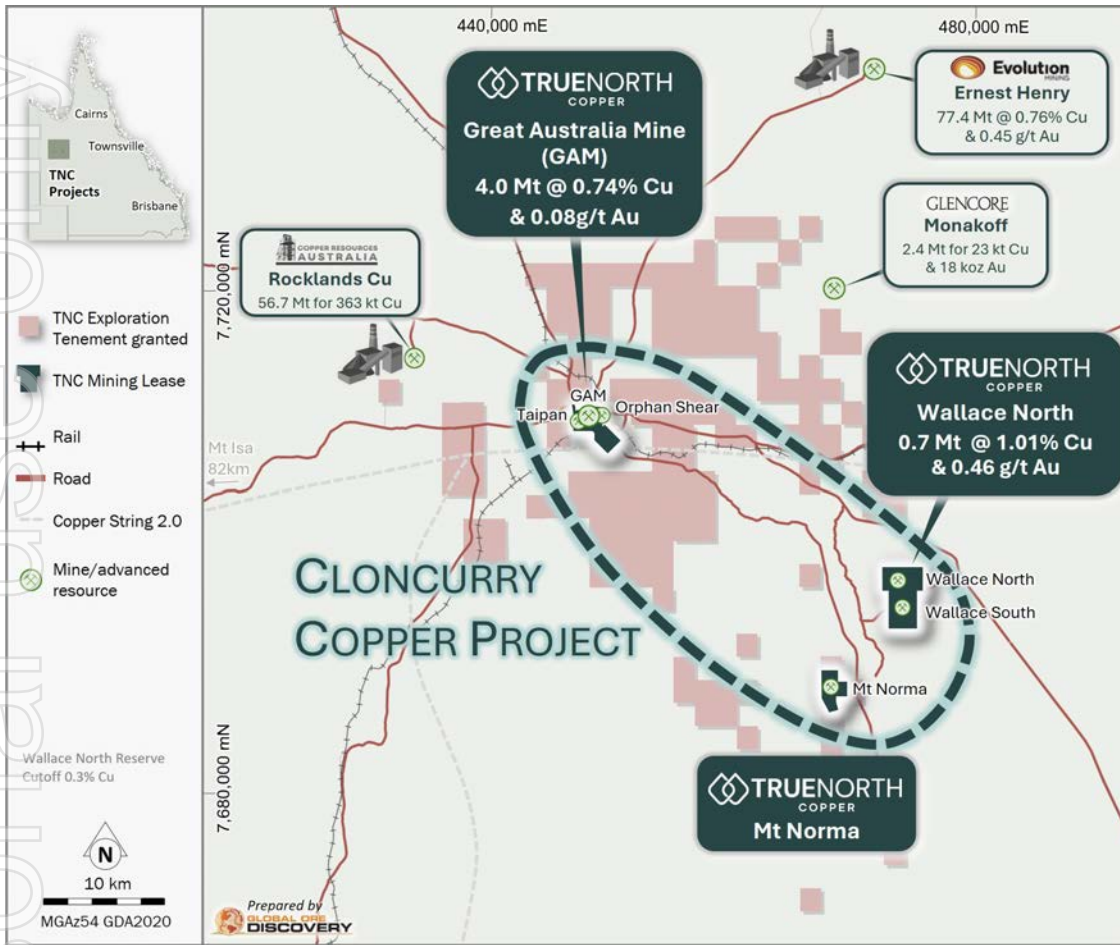 For personal use only
Cairns
Townsville
TNC
Projects
Brisbane
TNC Exploration
Tenement granted
TNC Mining Lease
Rail
Road
Copper String 2.0
Mine/advanced
resource
Wallace North Reserve
Cutoff 0.3% Cu
N
10 km
MGAz54 GDA2020
440,000 mE
480,000 mE
7,720,000 mN
7,680,000 mN
TRUENORTH
COPPER
Great Australia Mine
(GAM)
4.0 Mt @ 0.74% Cu
& 0.08g/t Au
Evolution
MINING
Ernest Henry
77.4 Mt @ 0.76% Cu
& 0.45 g/t Au
GLENCORE
Monakoff
2.4 Mt for 23 kt Cu
& 18 koz Au
COPPER RESOURCES
AUSTRALIA
Rocklands Cu
56.7 Mt for 363 kt Cu
TRUENORTH
COPPER
Wallace North
0.7 Mt @ 1.01% Cu
& 0.46 g/t Au
GAM
Taipan
Orphan Shear
Mt Isa
82km
CLONCURRY
COPPER PROJECT
Wallace North
Wallace South
Mt Norma
TRUENORTH
COPPER
Mt Norma
Prepared by
GLOBAL ORE
DISCOVERY